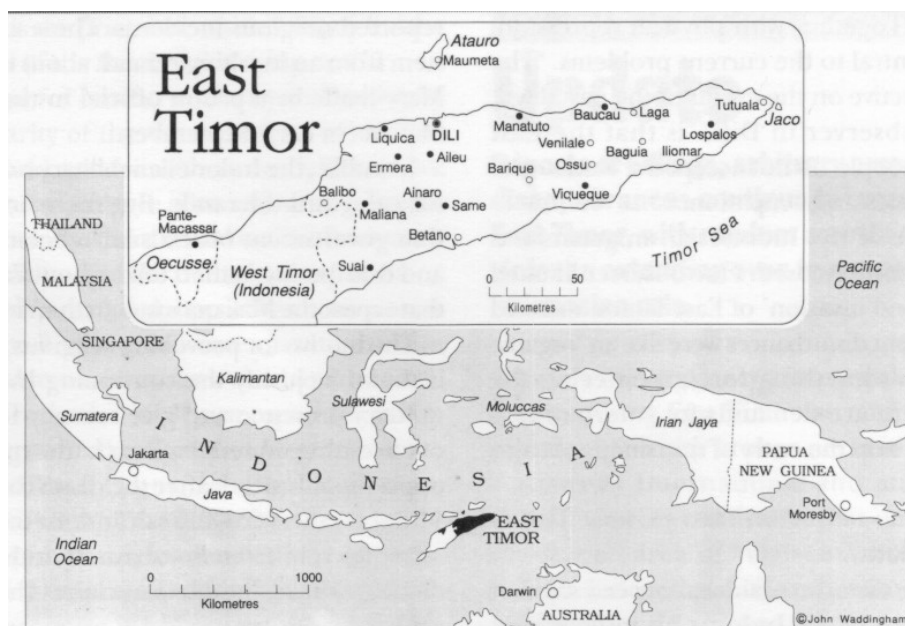 East
Timor
Atauro
Maumeta
Liquica
DILI
Manatuto
Baucau
Laga
Tutuala
Jaco
Lospalos
Ermera
Aileu
Venilale
Baguia
Iliomar
Ossu
Barique
Viqueque
Balibo
Ainaro
Maliana
Same
Betano
Pante-
Macassar
Oecusse
West Timor
(Indonesia)
Suai
Timor Sea
0 50
Kilometres
THAILAND
MALAYSIA
Pacific
Ocean
SINGAPORE
Kalimantan
Sulawesi
Moluccas
Sumatera
Irian Jaya
INDONESIA
Jakarta
Java
PAPUA
NEW GUINEA
Port
Moresby
EAST
TIMOR
Indian
Ocean
0 1000
Kilometres
Darwin
AUSTRALIA
©John Waddingham